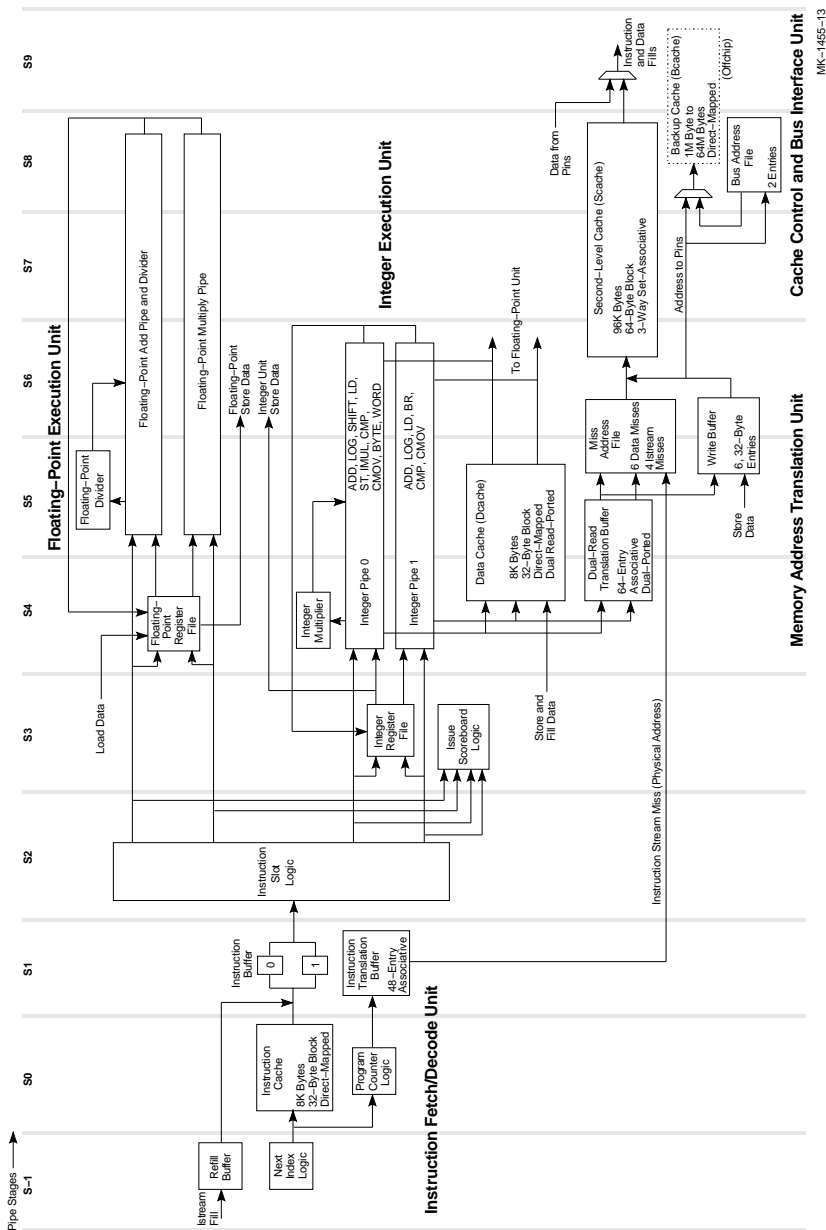 Pipe Stages
S–1
S0
S1
S2
S3
S4
S5
S6
S7
S8
S9
Istream
Fill
Refill
Buffer
Next
Index
Logic
Instruction
Cache
8K Bytes
32–Byte Block
Direct–Mapped
Program
Counter
Logic
Instruction
Buffer
0
1
Instruction
Translation
Buffer
48–Entry
Associative
Instruction Fetch/Decode Unit
Instruction
Slot
Logic
Load Data
Floating–
Point
Register
File
Floating–Point
Divider
Floating–Point Add Pipe and Divider
Floating–Point Multiply Pipe
Floating–Point Execution Unit
Floating–Point
Store Data
Integer Unit
Store Data
Integer
Register
File
Issue
Scoreboard
Logic
Integer
Multiplier
Integer Pipe 0
ADD, LOG, SHIFT, LD,
ST, IMUL, CMP,
CMOV, BYTE, WORD
Integer Pipe 1
ADD, LOG, LD, BR,
CMP, CMOV
Integer Execution Unit
Store and
Fill Data
Data Cache (Dcache)
8K Bytes
32–Byte Block
Direct–Mapped
Dual Read–Ported
To Floating–Point Unit
Dual–Read
Translation Buffer
64–Entry
Associative
Dual–Ported
Instruction Stream Miss (Physical Address)
Miss
Address
File
6 Data Misses
4 Istream
Misses
Store
Data
Write Buffer
6, 32–Byte
Entries
Memory Address Translation Unit
Second–Level Cache (Scache)
96K Bytes
64–Byte Block
3–Way Set–Associative
Address to Pins
Data from
Pins
Instruction
and Data
Fills
Backup Cache (Bcache)
1M Byte to
64M Bytes
Direct–Mapped
(Offchip)
Bus Address
File
2 Entries
Cache Control and Bus Interface Unit
MK–1455–13